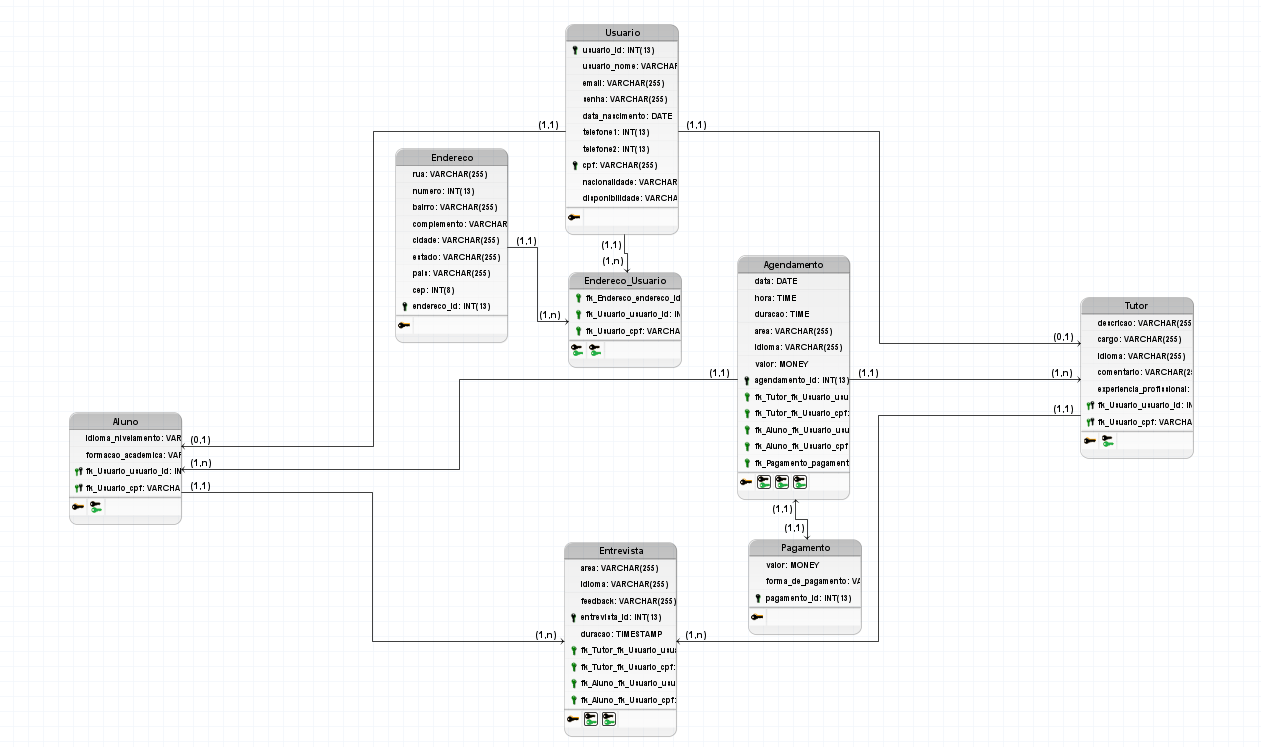 Usuario
usuario_id: INT(13)
usuario_nome: VARCHAR
email: VARCHAR(255)
senha: VARCHAR(255)
data_nascimento: DATE
telefone1: INT(13)
telefone2: INT(13)
cpf: VARCHAR(255)
nacionalidade: VARCHAR
disponibilidade: VARCHA
(1,1)
(1,1)
Endereco
rua: VARCHAR(255)
numero: INT(13)
bairro: VARCHAR(255)
complemento: VARCHAR
cidade: VARCHAR(255)
estado: VARCHAR(255)
pais: VARCHAR(255)
cep: INT(8)
endereco_id: INT(13)
(1,1)
(1,1)
(1,n)
(1,n)
Endereco_Usuario
fk_Endereco_endereco_id
fk_Usuario_usuario_id: IN
fk_Usuario_cpf: VARCHA
Agendamento
data: DATE
hora: TIME
duracao: TIME
area: VARCHAR(255)
idioma: VARCHAR(255)
valor: MONEY
agendamento_id: INT(13)
fk_Tutor_fk_Usuario_usu
fk_Tutor_fk_Usuario_cpf:
fk_Aluno_fk_Usuario_usu
fk_Aluno_fk_Usuario_cpf
fk_Pagamento_pagament
(1,1)
(1,1)
Tutor
descricao: VARCHAR(255
cargo: VARCHAR(255)
idioma: VARCHAR(255)
comentario: VARCHAR(2
experiencia_profissional:
fk_Usuario_usuario_id: IN
fk_Usuario_cpf: VARCHA
(0,1)
(1,n)
(1,1)
Aluno
idioma_nivelamento: VAR
formacao_academica: VAR
fk_Usuario_usuario_id: IN
fk_Usuario_cpf: VARCHA
(0,1)
(1,n)
(1,1)
(1,1)
(1,1)
Pagamento
valor: MONEY
forma_de_pagamento: VA
pagamento_id: INT(13)
Entrevista
area: VARCHAR(255)
idioma: VARCHAR(255)
feedback: VARCHAR(255)
entrevista_id: INT(13)
duracao: TIMESTAMP
fk_Tutor_fk_Usuario_usu
fk_Tutor_fk_Usuario_cpf:
fk_Aluno_fk_Usuario_usu
fk_Aluno_fk_Usuario_cpf:
(1,n)
(1,n)